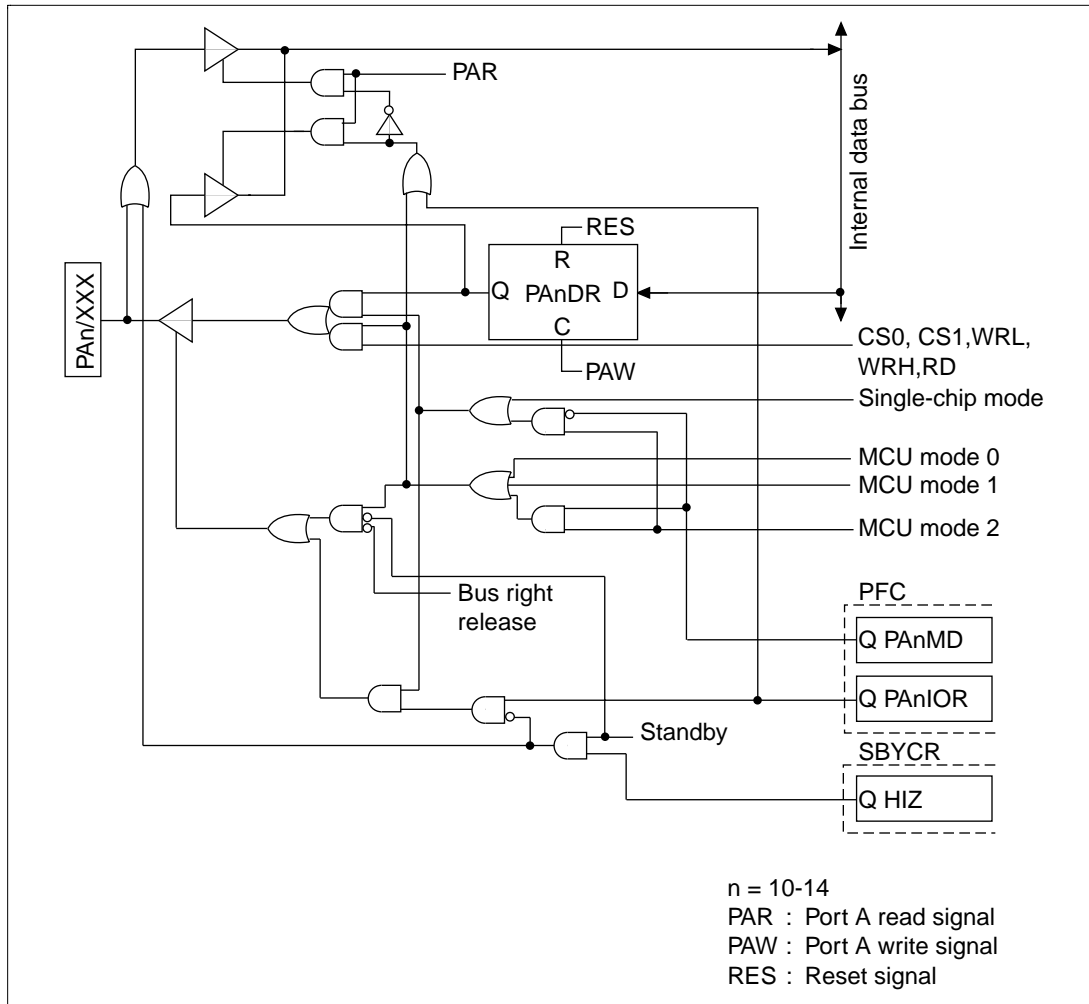 PAR
Internal data bus
RES
R
Q PAnDR D
C
PAn/XXX
PAW
CS0, CS1,WRL,
WRH,RD
Single-chip mode
MCU mode 0
MCU mode 1
MCU mode 2
Bus right
release
PFC
Q PAnMD
Q PAnIOR
Standby
SBYCR
Q HIZ
n = 10-14
PAR : Port A read signal
PAW : Port A write signal
RES : Reset signal